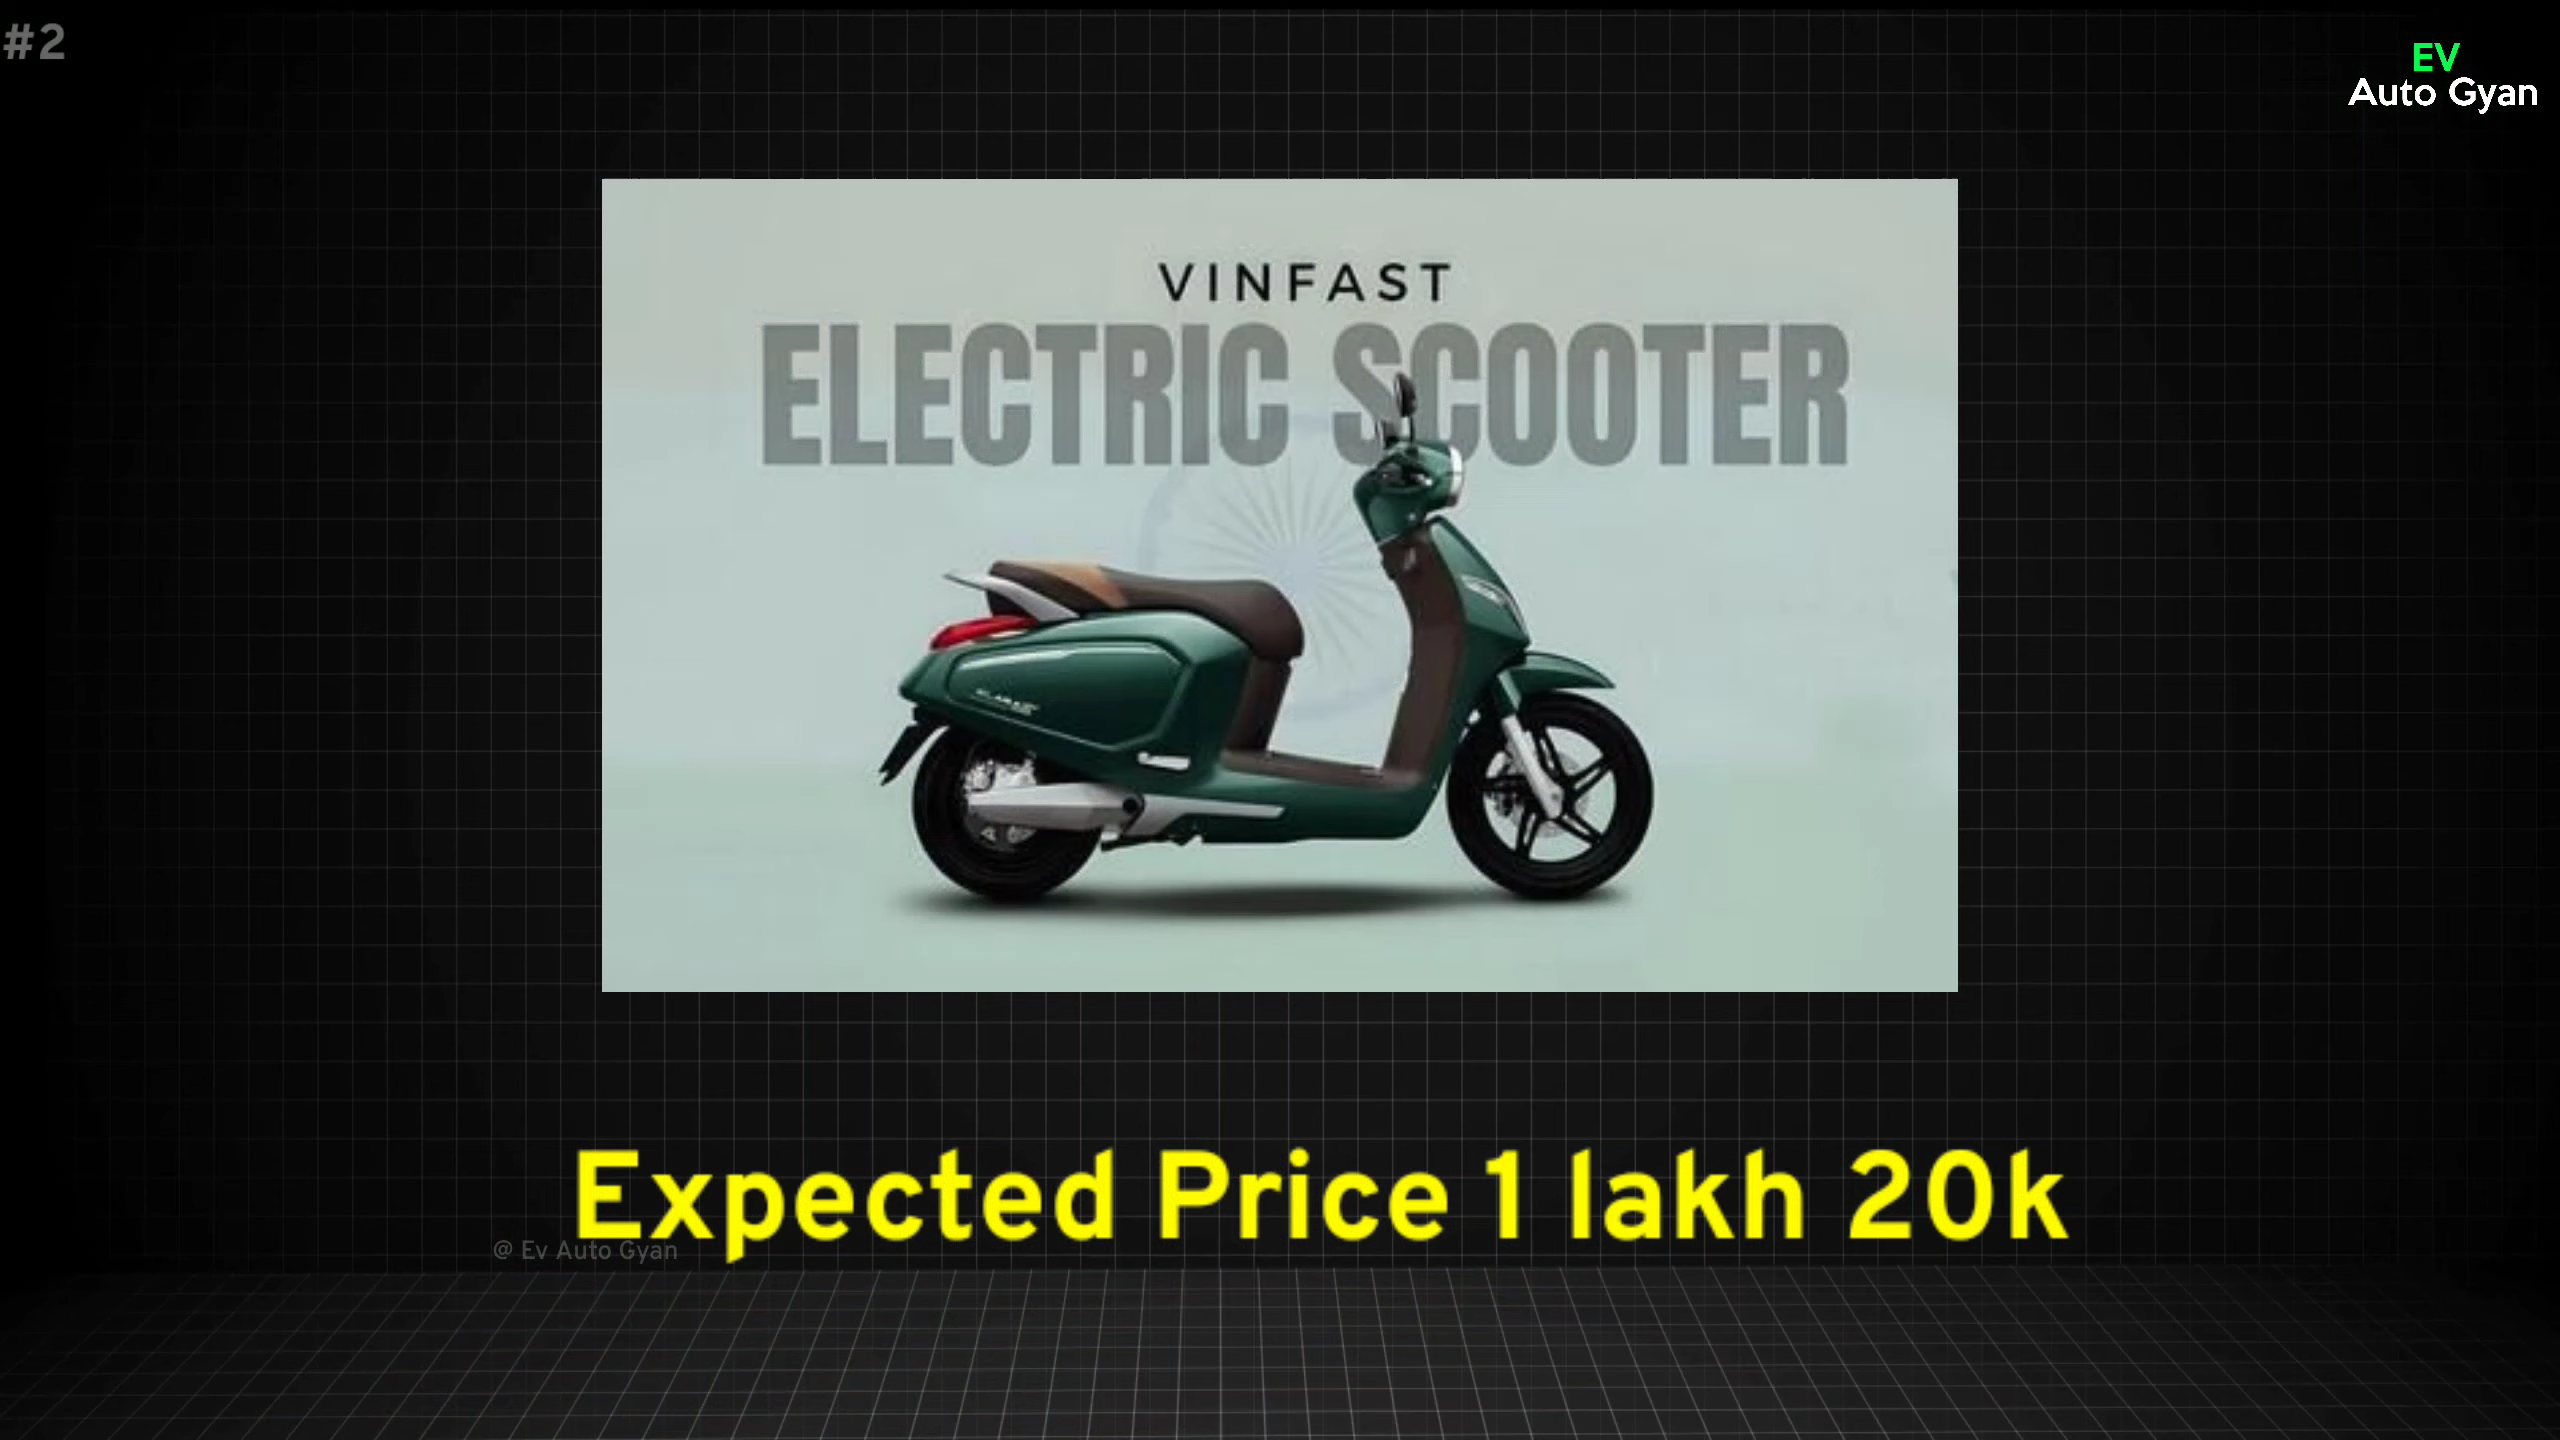 #2
EV
Auto Gyan
VINFAST
ELECTRIC SCOOTER
Expected Price 1 lakh 20k
@ Ev Auto Gyan